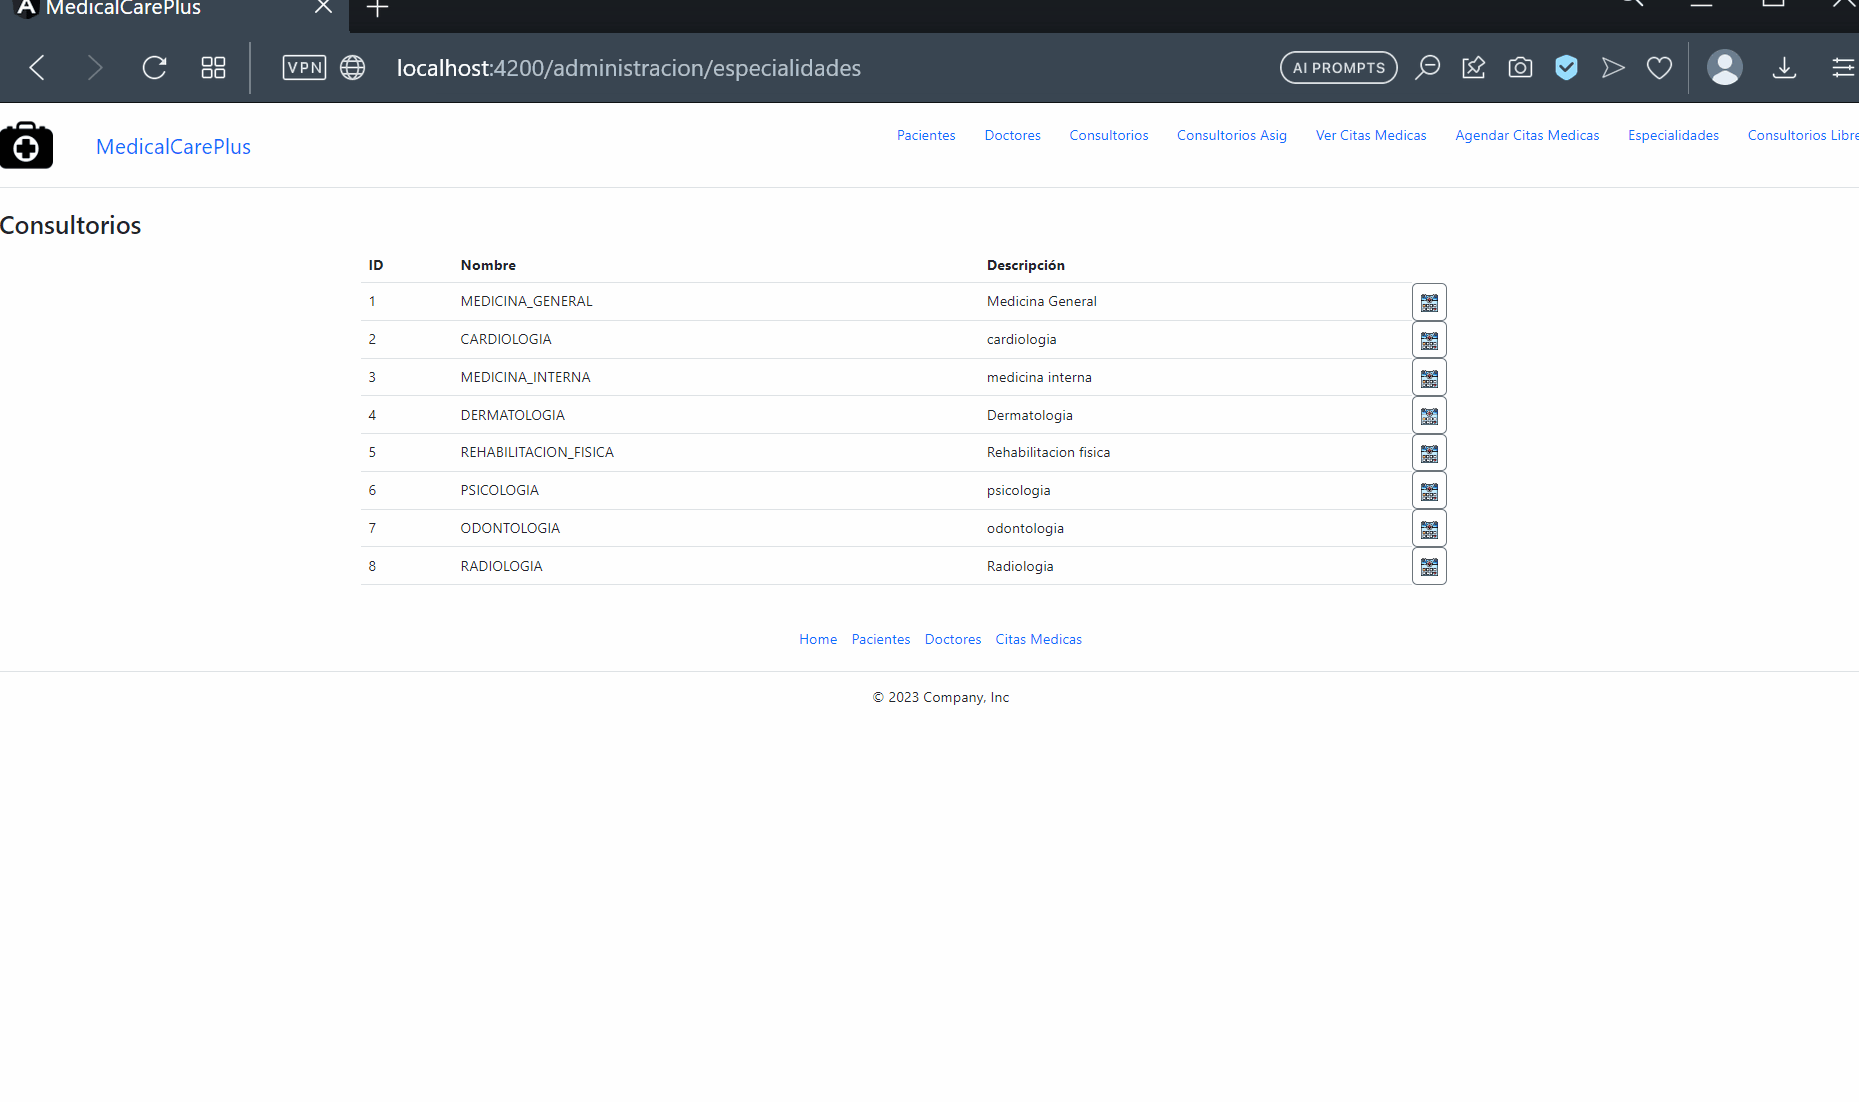 MedicalCarePlus
VPN localhost:4200/administracion/especialidades AI PROMPTS
MedicalCarePlus Pacientes Doctores Consultorios Consultorios Asig Ver Citas Medicas Agendar Citas Medicas Especialidades Consultorios Libre
Consultorios
ID Nombre Descripción
1 MEDICINA_GENERAL Medicina General
2 CARDIOLOGIA cardiologia
3 MEDICINA_INTERNA medicina interna
4 DERMATOLOGIA Dermatologia
5 REHABILITACION_FISICA Rehabilitacion fisica
6 PSICOLOGIA psicologia
7 ODONTOLOGIA odontologia
8 RADIOLOGIA Radiologia
Home Pacientes Doctores Citas Medicas
© 2023 Company, Inc